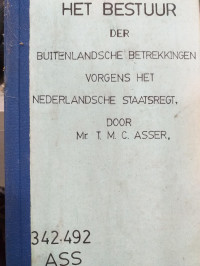 HET BESTUUR
DER
BUITENLANDSCHE BETREKKINGEN
VORGENS HET
NEDERLANDSCHE STAATSREGT,
DOOR
Mr. T. M. C. ASSER,
342.492
ASS